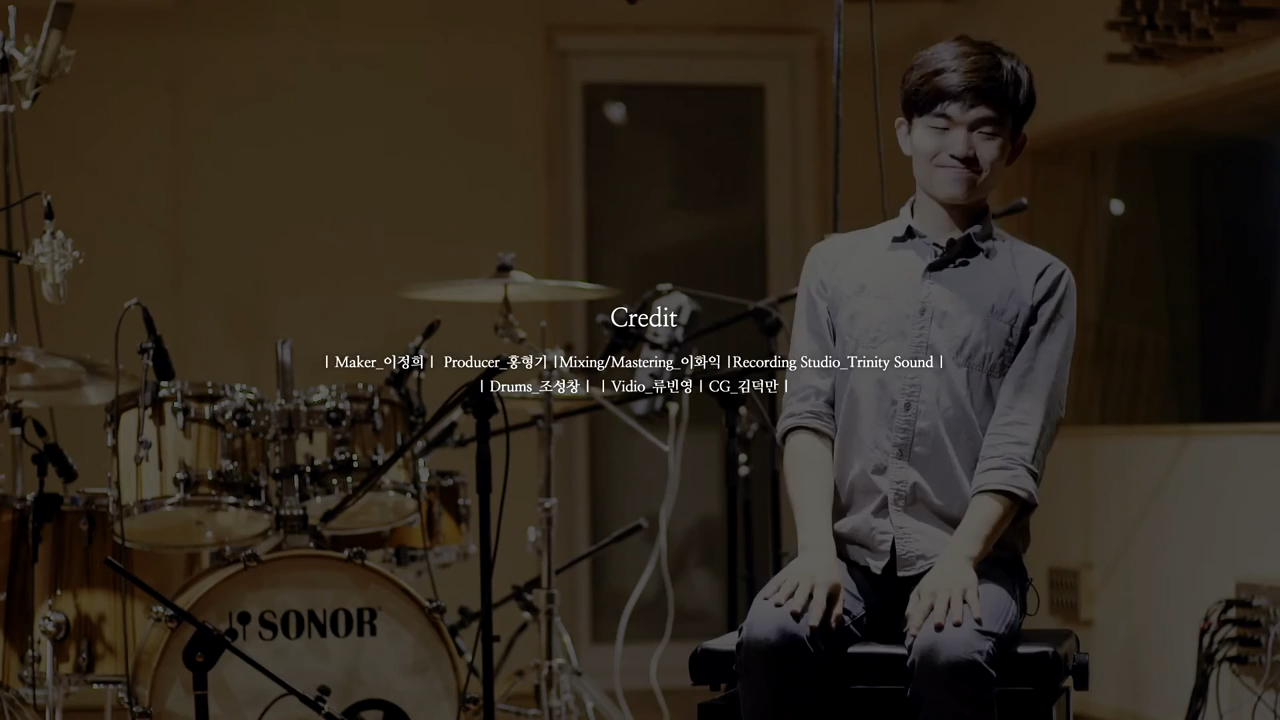 Credit
| Maker_이정희 | Producer_홍형기 |Mixing/Mastering_이화익 |Recording Studio_Trinity Sound |
| Drums_조성창 | | Vidio_류빈영 | CG_김덕만 |
SONOR